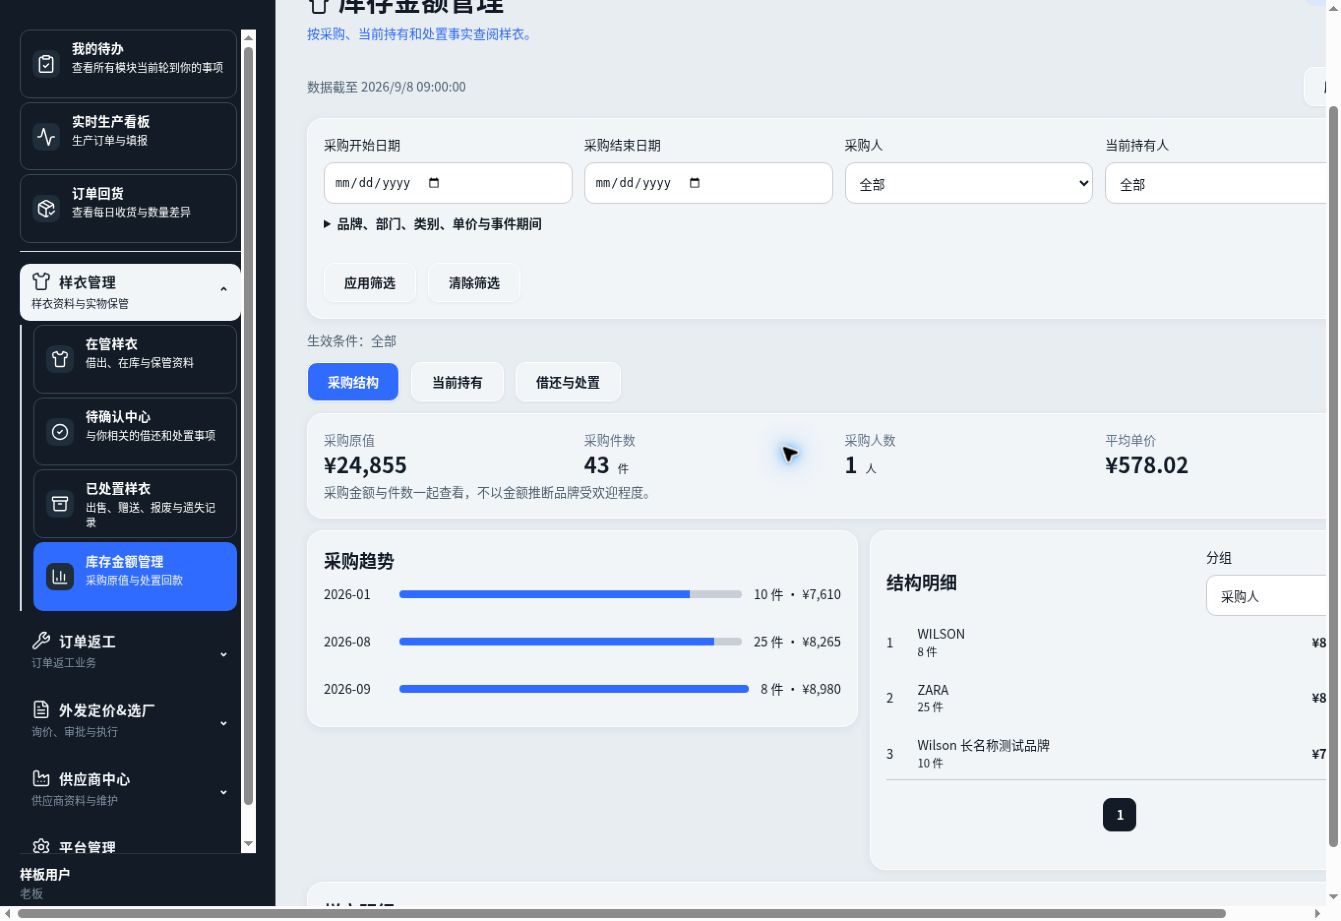 我的待办
查看所有模块当前轮到你的事项
实时生产看板
生产订单与填报
订单回货
查看每日收货与数量差异
样衣管理
样衣资料与实物保管
在管样衣
借出、在库与保管资料
待确认中心
与你相关的借还和处置事项
已处置样衣
出售、赠送、报废与遗失记
录
库存金额管理
采购原值与处置回款
订单返工
订单返工业务
外发定价&选厂
询价、审批与执行
供应商中心
供应商资料与维护
平台管理
样板用户
老板
库存金额管理
按采购、当前持有和处置事实查阅样衣。
数据截至 2026/9/8 09:00:00
采购开始日期
采购结束日期
采购人
当前持有人
mm/dd/yyyy
mm/dd/yyyy
全部
全部
品牌、部门、类别、单价与事件期间
应用筛选
清除筛选
生效条件：全部
采购结构
当前持有
借还与处置
采购原值
¥24,855
采购件数
43 件
采购人数
1 人
平均单价
¥578.02
采购金额与件数一起查看，不以金额推断品牌受欢迎程度。
采购趋势
2026-01 10 件 · ¥7,610
2026-08 25 件 · ¥8,265
2026-09 8 件 · ¥8,980
结构明细
分组
采购人
1 WILSON ¥8
8 件
2 ZARA ¥8
25 件
3 Wilson 长名称测试品牌 ¥7
10 件
1